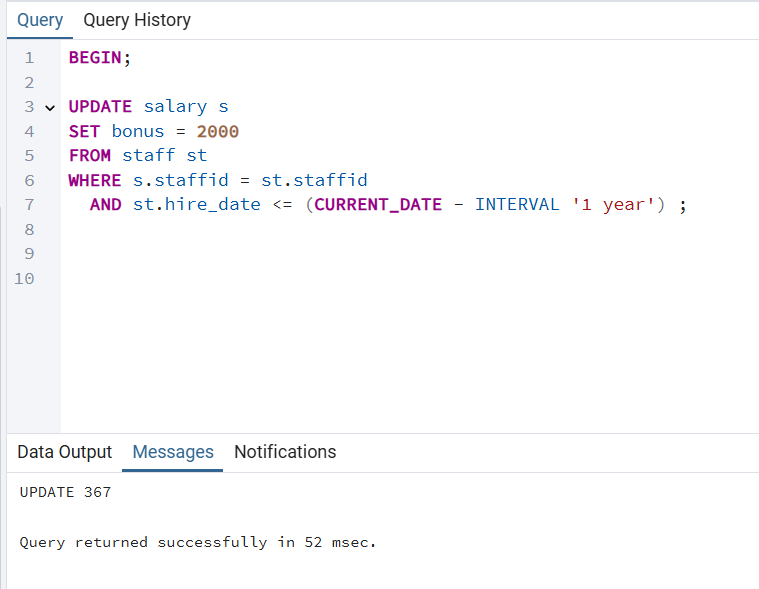 Query Query History
1 BEGIN;
2
3 UPDATE salary s
4 SET bonus = 2000
5 FROM staff st
6 WHERE s.staffid = st.staffid
7 AND st.hire_date <= (CURRENT_DATE - INTERVAL '1 year') ;
8
9
10
Data Output Messages Notifications
UPDATE 367
Query returned successfully in 52 msec.